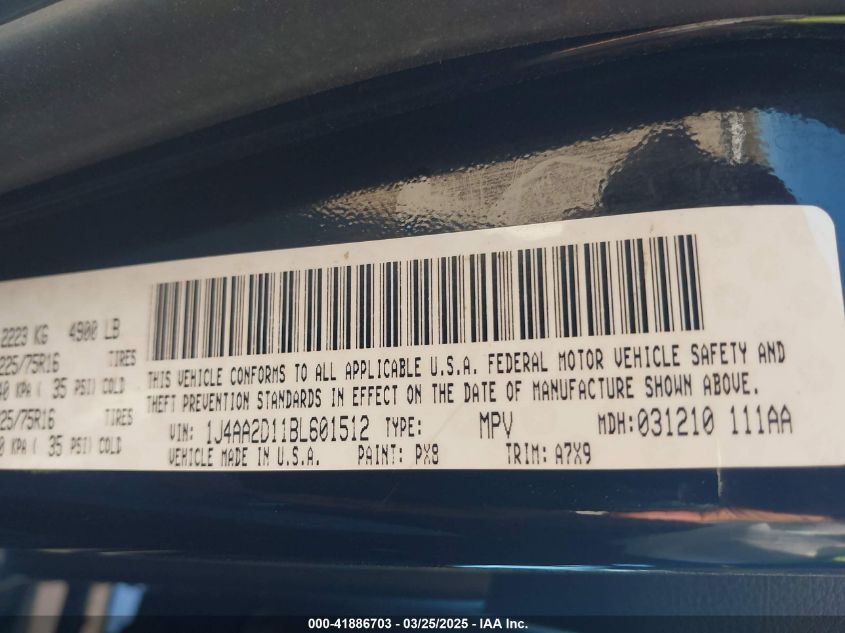 2223 KG 4900 LB
225/75R16 TIRES
KPA ( 35 PSI) COLD
25/75R16 TIRES
0 KPA ( 35 PSI) COLD
THIS VEHICLE CONFORMS TO ALL APPLICABLE U.S.A. FEDERAL MOTOR VEHICLE SAFETY AND
THEFT PREVENTION STANDARDS IN EFFECT ON THE DATE OF MANUFACTURE SHOWN ABOVE.
VIN: 1J4AA2D11BL601512 TYPE: MPV MDH:031210 111AA
VEHICLE MADE IN U.S.A. PAINT: PX8 TRIM: A7X9
000-41886703 - 03/25/2025 - IAA Inc.